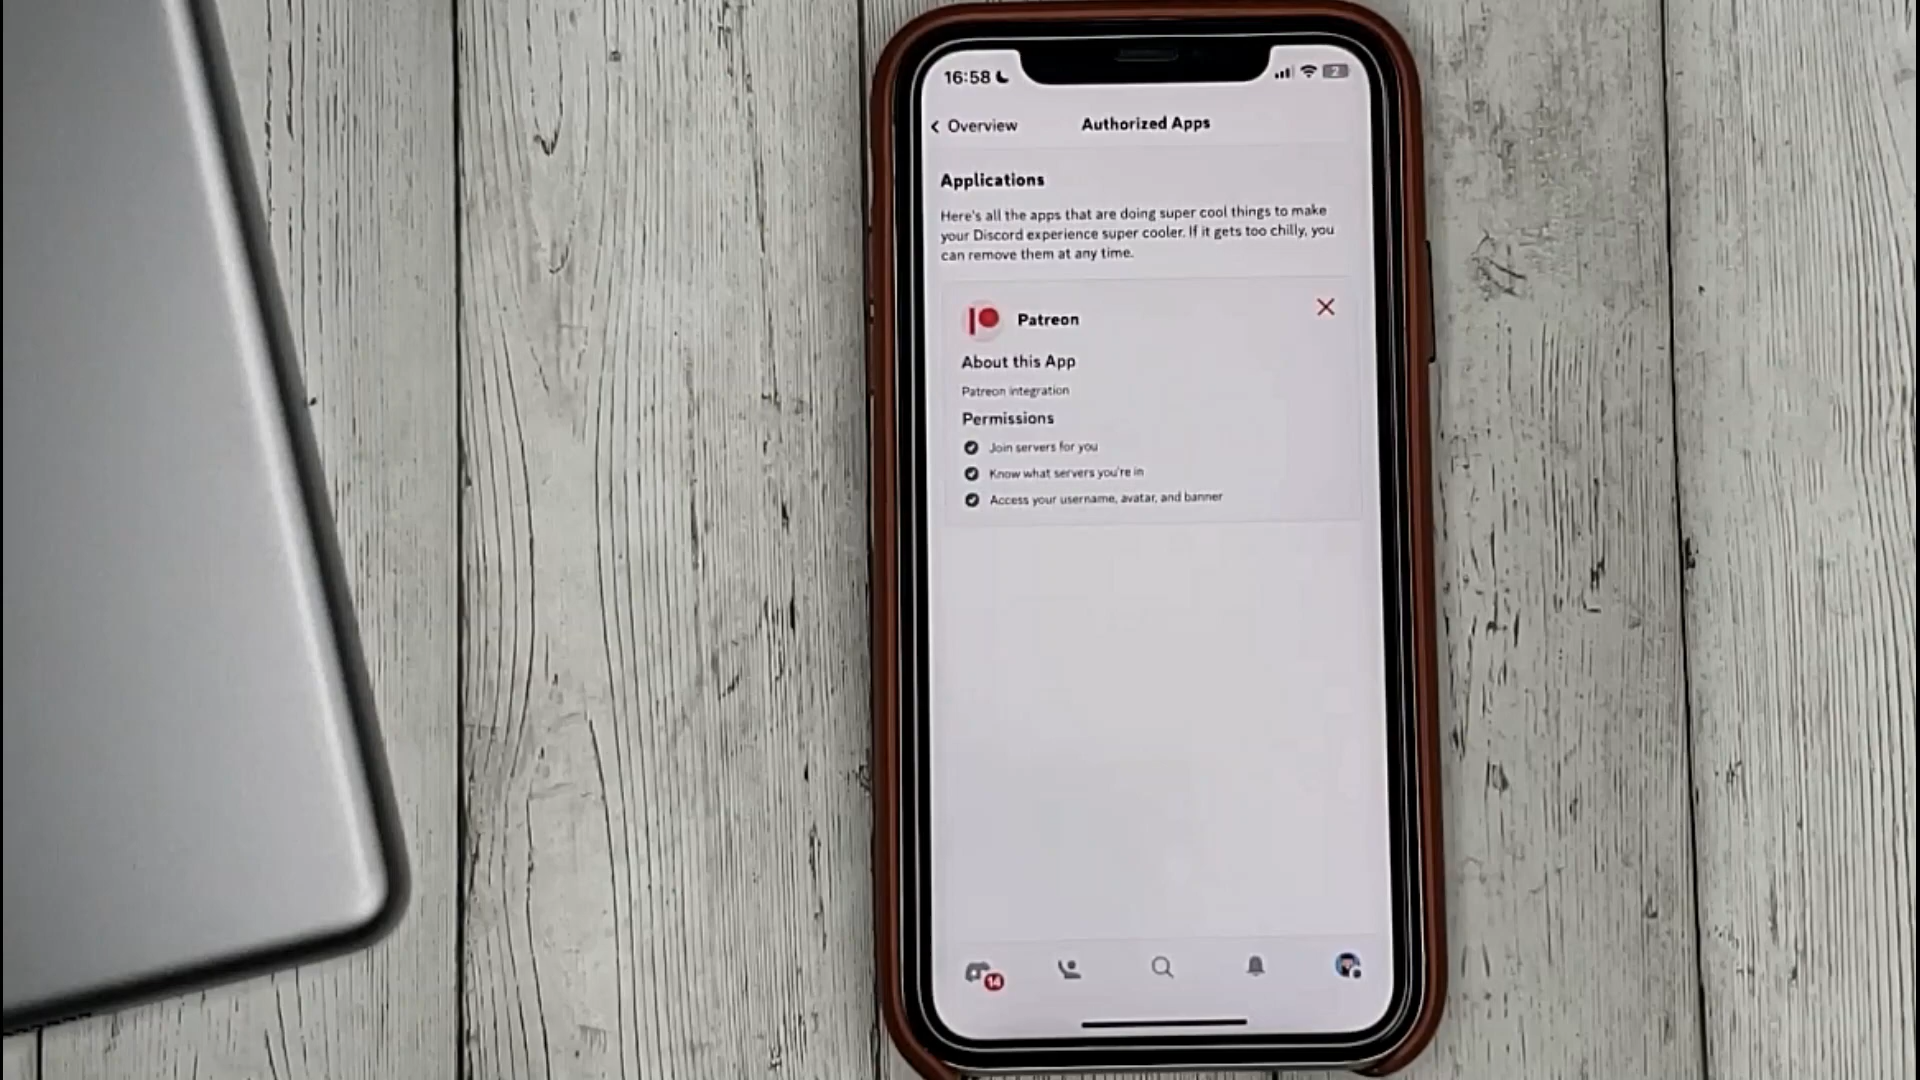 16:58
2
Overview
Authorized Apps
Applications
Here's all the apps that are doing super cool things to make
your Discord experience super cooler. If it gets too chilly, you
can remove them at any time.
Patreon
About this App
Patreon integration
Permissions
Join servers for you
Know what servers you're in
Access your username, avatar, and banner
14